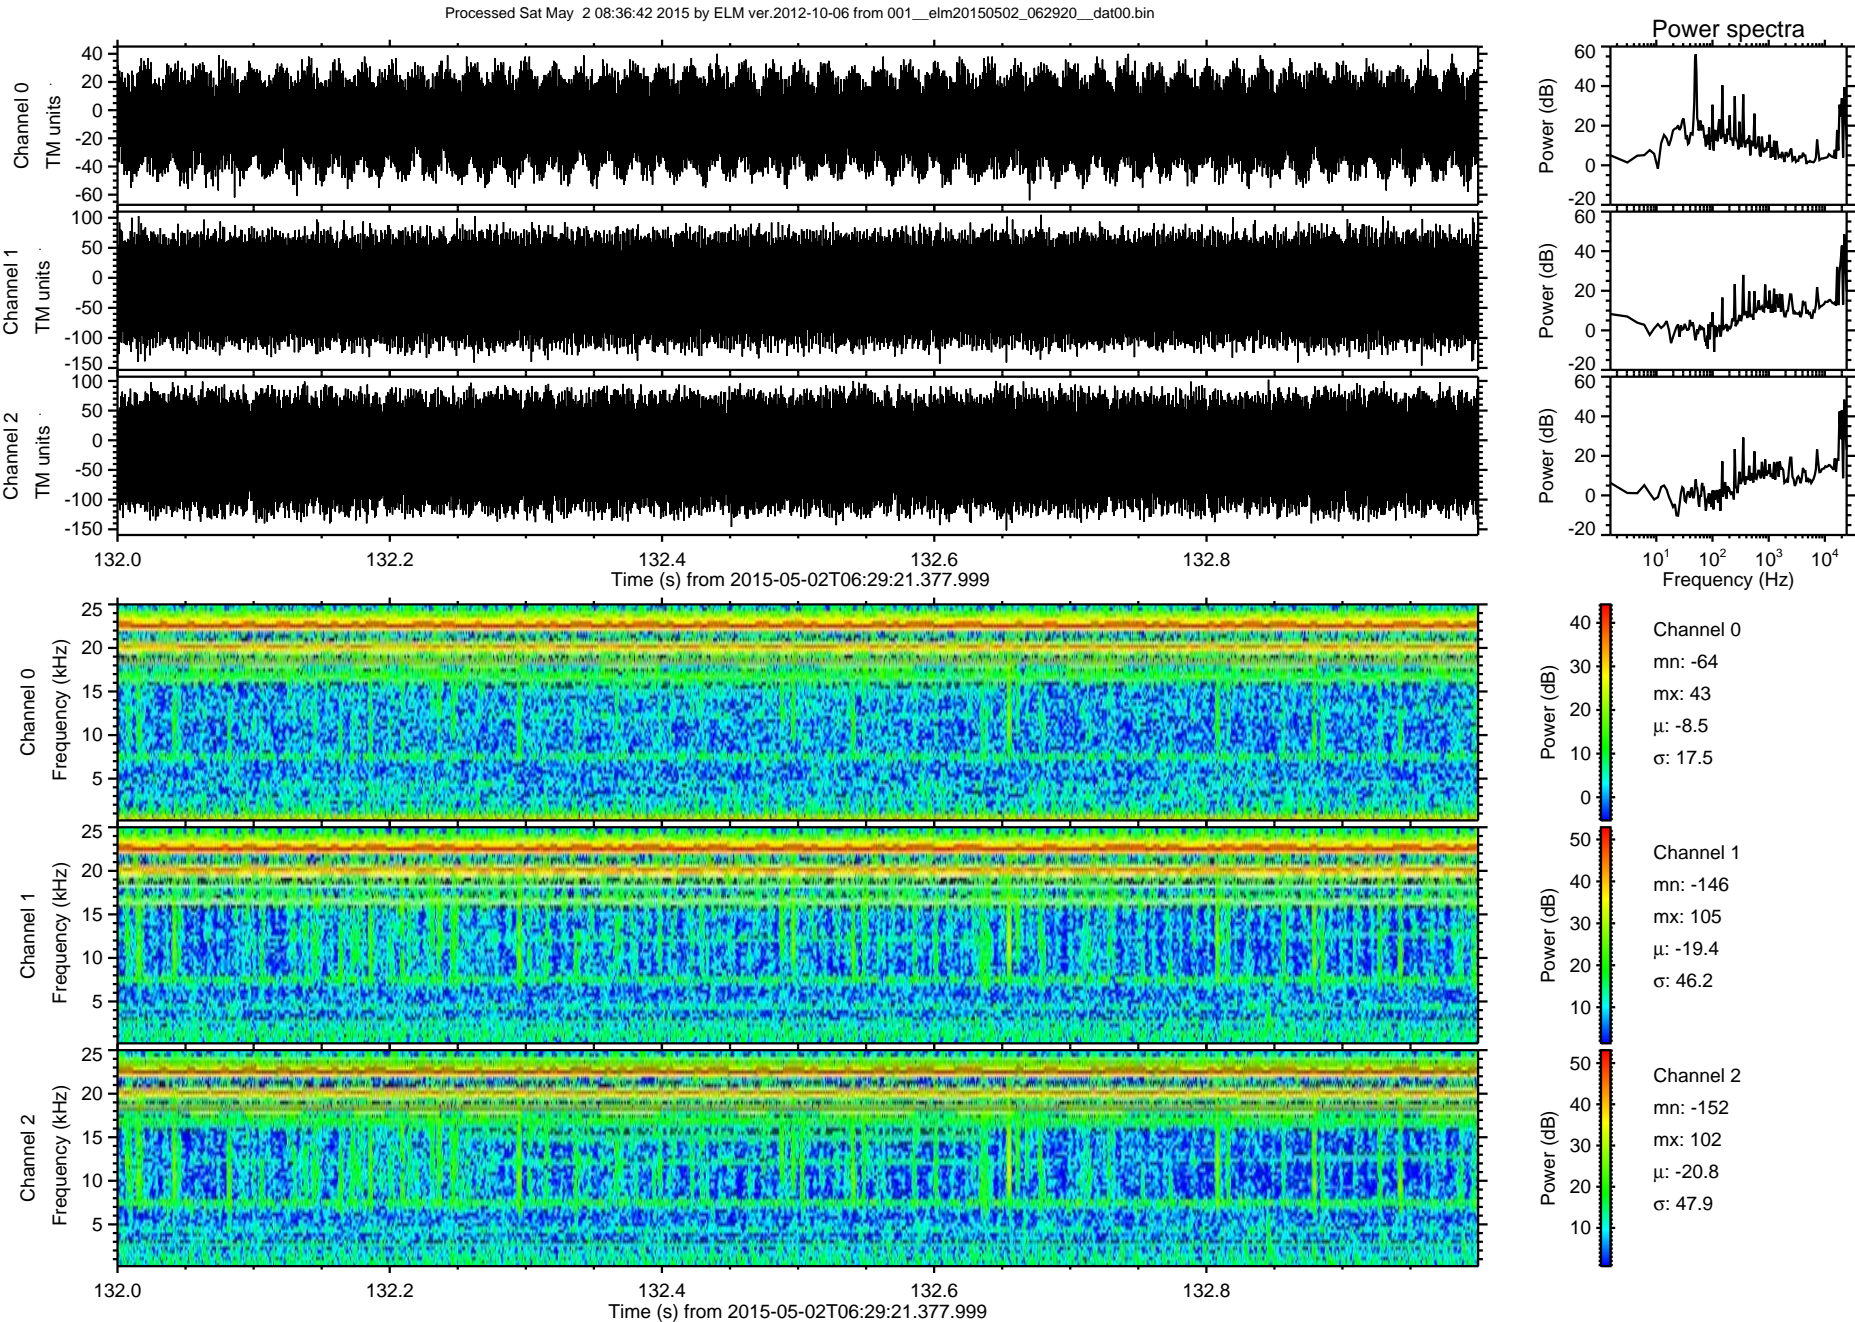 Processed Sat May  2 08:36:42 2015 by ELM ver.2012-10-06 from 001__elm20150502_062920__dat00.bin
Power spectra
Channel 0
TM units
40
20
0
-20
-40
-60
Power (dB)
60
40
20
0
-20
Channel 1
TM units
100
50
0
-50
-100
-150
Power (dB)
60
40
20
0
-20
Channel 2
TM units
100
50
0
-50
-100
-150
Power (dB)
60
40
20
0
-20
132.0 132.2 132.4 132.6 132.8
Time (s) from 2015-05-02T06:29:21.377.999
10¹ 10² 10³ 10⁴
Frequency (Hz)
Channel 0
Frequency (kHz)
25
20
15
10
5
Power (dB)
40
30
20
10
0
Channel 0
mn: -64
mx: 43
μ: -8.5
σ: 17.5
Channel 1
Frequency (kHz)
25
20
15
10
5
Power (dB)
50
40
30
20
10
Channel 1
mn: -146
mx: 105
μ: -19.4
σ: 46.2
Channel 2
Frequency (kHz)
25
20
15
10
5
Power (dB)
50
40
30
20
10
Channel 2
mn: -152
mx: 102
μ: -20.8
σ: 47.9
132.0 132.2 132.4 132.6 132.8
Time (s) from 2015-05-02T06:29:21.377.999